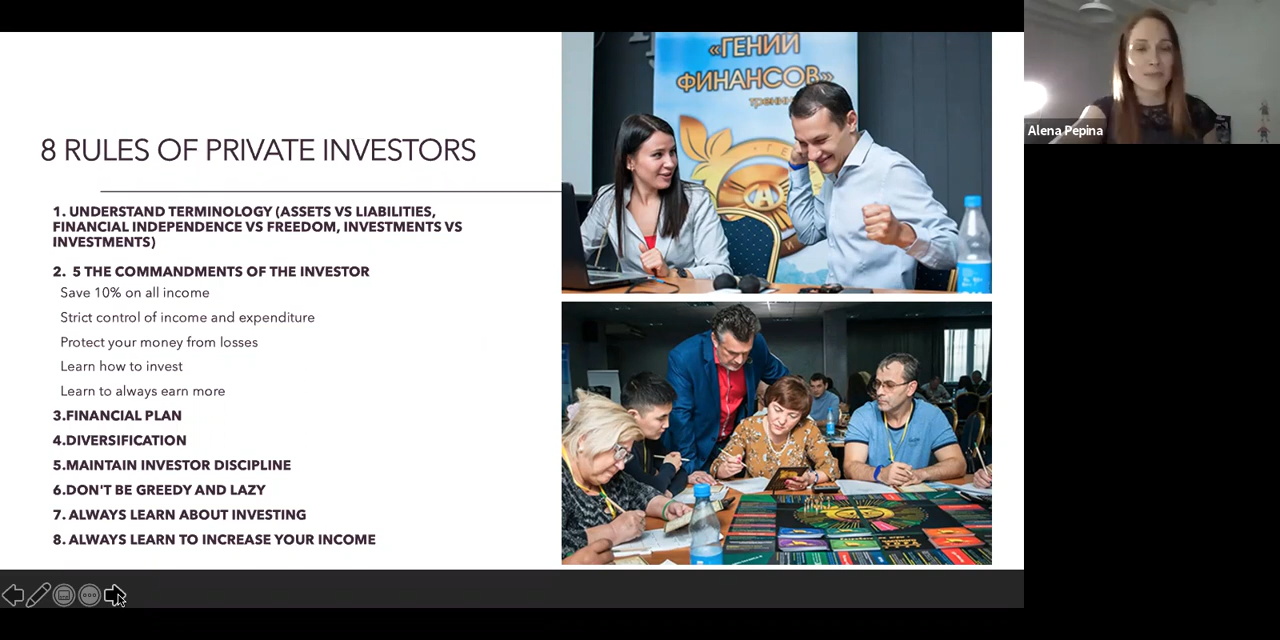 8 RULES OF PRIVATE INVESTORS
1. UNDERSTAND TERMINOLOGY (ASSETS VS LIABILITIES,
FINANCIAL INDEPENDENCE VS FREEDOM, INVESTMENTS VS
INVESTMENTS)
2. 5 THE COMMANDMENTS OF THE INVESTOR
Save 10% on all income
Strict control of income and expenditure
Protect your money from losses
Learn how to invest
Learn to always earn more
3.FINANCIAL PLAN
4.DIVERSIFICATION
5.MAINTAIN INVESTOR DISCIPLINE
6.DON'T BE GREEDY AND LAZY
7. ALWAYS LEARN ABOUT INVESTING
8. ALWAYS LEARN TO INCREASE YOUR INCOME
«ГЕНИЙ
ФИНАНСОВ»
Alena Pepina